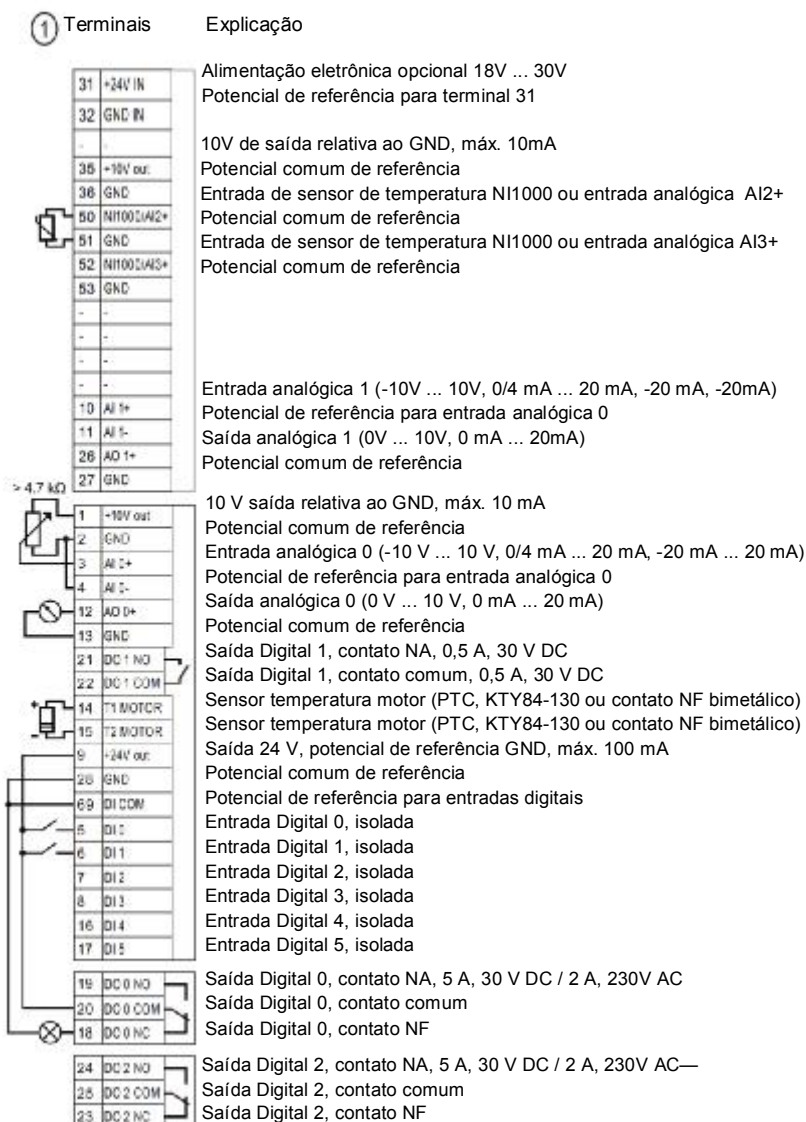 1 Terminais Explicação
31 +24V IN Alimentação eletrônica opcional 18V ... 30V
32 GND IN Potencial de referência para terminal 31
- -
35 +10V out 10V de saída relativa ao GND, máx. 10mA
36 GND Potencial comum de referência
50 NI1000/AI2+ Entrada de sensor de temperatura NI1000 ou entrada analógica AI2+
51 GND Potencial comum de referência
52 NI1000/AI3+ Entrada de sensor de temperatura NI1000 ou entrada analógica AI3+
53 GND Potencial comum de referência
- -
- -
- -
- -
10 AI 1+ Entrada analógica 1 (-10V ... 10V, 0/4 mA ... 20 mA, -20 mA, -20mA)
11 AI 1- Potencial de referência para entrada analógica 0
26 AO 1+ Saída analógica 1 (0V ... 10V, 0 mA ... 20mA)
27 GND Potencial comum de referência
> 4.7 kΩ
1 +10V out 10 V saída relativa ao GND, máx. 10 mA
2 GND Potencial comum de referência
3 AI 0+ Entrada analógica 0 (-10 V ... 10 V, 0/4 mA ... 20 mA, -20 mA ... 20 mA)
4 AI 0- Potencial de referência para entrada analógica 0
12 AO 0+ Saída analógica 0 (0 V ... 10 V, 0 mA ... 20 mA)
13 GND Potencial comum de referência
21 DO 1 NO Saída Digital 1, contato NA, 0,5 A, 30 V DC
22 DO 1 COM Saída Digital 1, contato comum, 0,5 A, 30 V DC
14 T1 MOTOR Sensor temperatura motor (PTC, KTY84-130 ou contato NF bimetálico)
15 T2 MOTOR Sensor temperatura motor (PTC, KTY84-130 ou contato NF bimetálico)
9 +24V out Saída 24 V, potencial de referência GND, máx. 100 mA
28 GND Potencial comum de referência
69 DI COM Potencial de referência para entradas digitais
5 DI 0 Entrada Digital 0, isolada
6 DI 1 Entrada Digital 1, isolada
7 DI 2 Entrada Digital 2, isolada
8 DI 3 Entrada Digital 3, isolada
16 DI 4 Entrada Digital 4, isolada
17 DI 5 Entrada Digital 5, isolada
19 DO 0 NO Saída Digital 0, contato NA, 5 A, 30 V DC / 2 A, 230V AC
20 DO 0 COM Saída Digital 0, contato comum
18 DO 0 NC Saída Digital 0, contato NF
24 DO 2 NO Saída Digital 2, contato NA, 5 A, 30 V DC / 2 A, 230V AC—
25 DO 2 COM Saída Digital 2, contato comum
23 DO 2 NC Saída Digital 2, contato NF